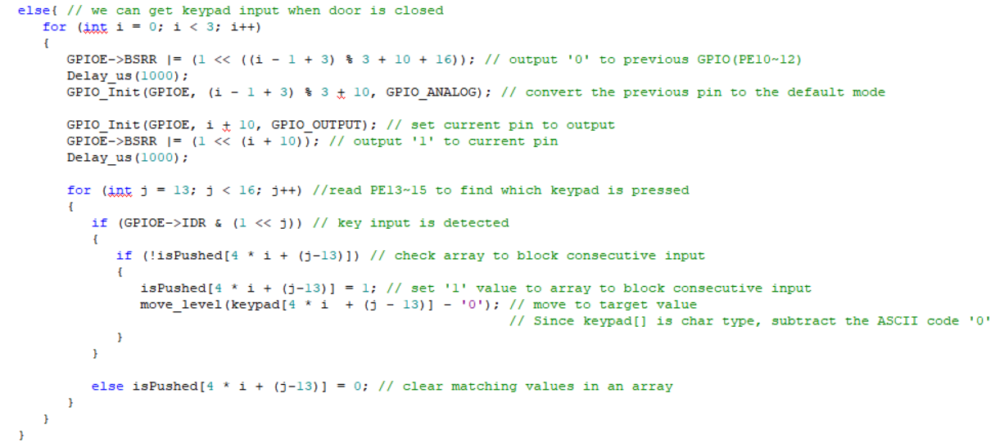 else{ // we can get keypad input when door is closed
for (int i = 0; i < 3; i++)
{
GPIOE->BSRR |= (1 << ((i - 1 + 3) % 3 + 10 + 16)); // output '0' to previous GPIO(PE10~12)
Delay_us(1000);
GPIO_Init(GPIOE, (i - 1 + 3) % 3 + 10, GPIO_ANALOG); // convert the previous pin to the default mode
GPIO_Init(GPIOE, i + 10, GPIO_OUTPUT); // set current pin to output
GPIOE->BSRR |= (1 << (i + 10)); // output '1' to current pin
Delay_us(1000);
for (int j = 13; j < 16; j++) //read PE13~15 to find which keypad is pressed
{
if (GPIOE->IDR & (1 << j)) // key input is detected
{
if (!isPushed[4 * i + (j-13)]) // check array to block consecutive input
{
isPushed[4 * i + (j-13)] = 1; // set '1' value to array to block consecutive input
move_level(keypad[4 * i  + (j - 13)] - '0'); // move to target value
// Since keypad[] is char type, subtract the ASCII code '0'
}
}
else isPushed[4 * i + (j-13)] = 0; // clear matching values in an array
}
}
}